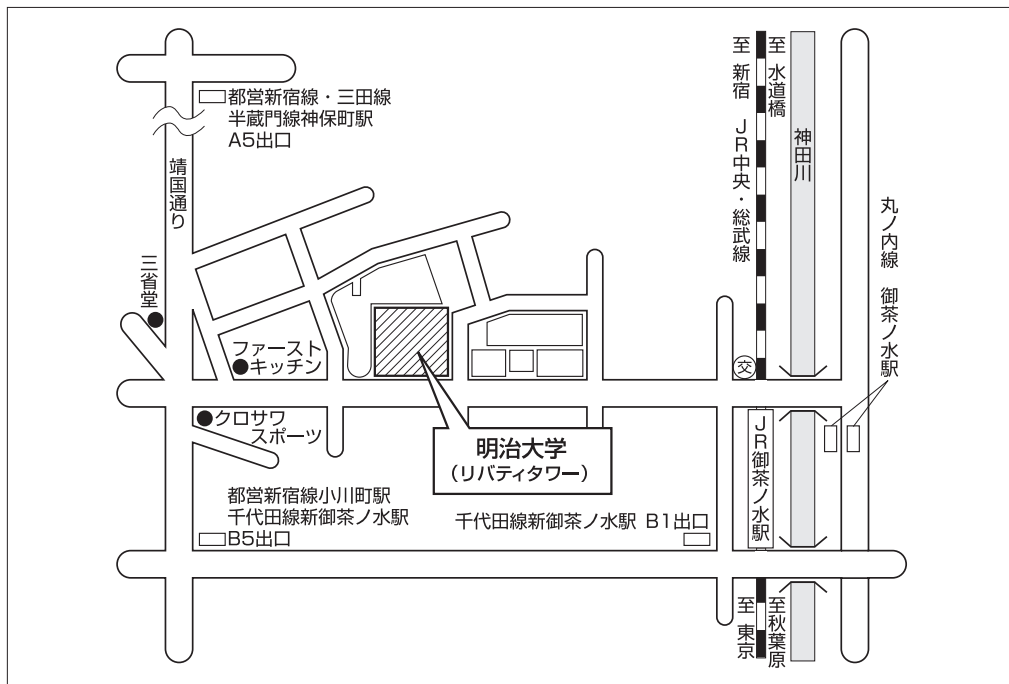 都営新宿線・三田線
半蔵門線神保町駅
A5出口
靖国通り
三省堂
ファースト
キッチン
クロサワ
スポーツ
明治大学
（リバティタワー）
都営新宿線小川町駅
千代田線新御茶ノ水駅
B5出口
千代田線新御茶ノ水駅 B1出口
至 新宿
至 水道橋
JR中央・総武線
神田川
丸ノ内線 御茶ノ水駅
交
JR御茶ノ水駅
至 東京
至秋葉原